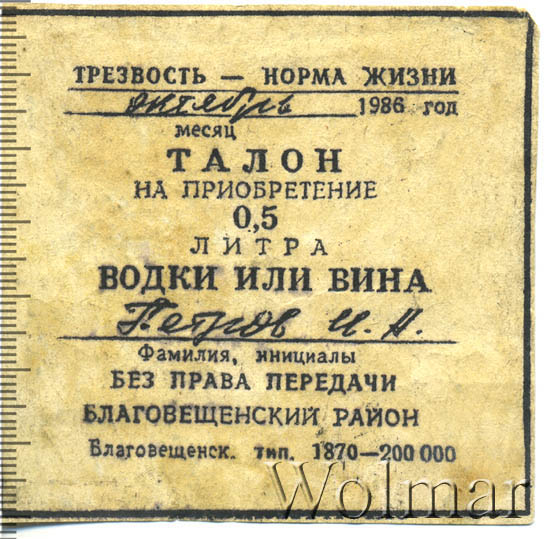 ТРЕЗВОСТЬ — НОРМА ЖИЗНИ
октябрь 1986 год
месяц
ТАЛОН
НА ПРИОБРЕТЕНИЕ
0,5
ЛИТРА
ВОДКИ ИЛИ ВИНА
Петров И. А.
Фамилия, инициалы
БЕЗ ПРАВА ПЕРЕДАЧИ
БЛАГОВЕЩЕНСКИЙ РАЙОН
Благовещенск. тип. 1870—200 000
Wolmar